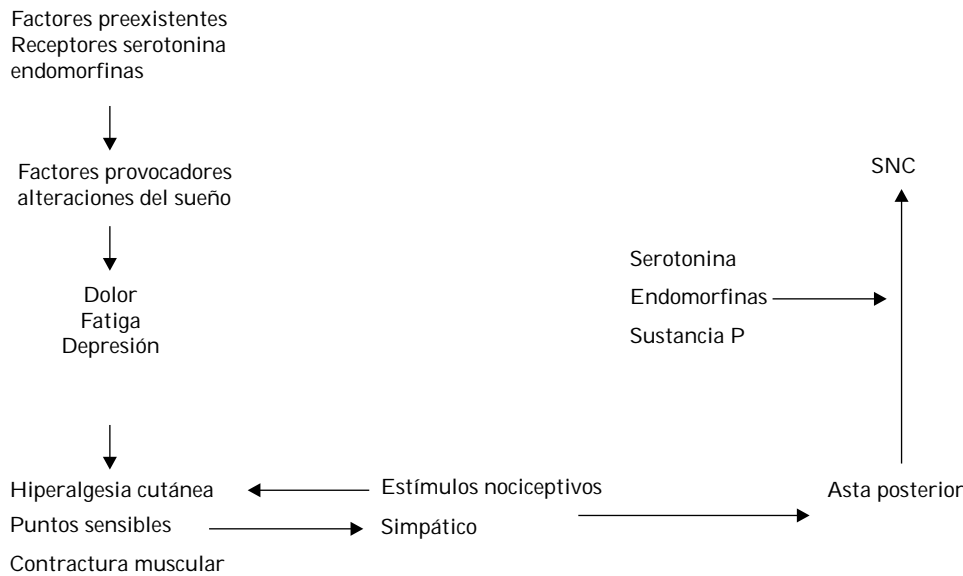 Factores preexistentes
Receptores serotonina
endomorfinas
Factores provocadores
alteraciones del sueño
Dolor
Fatiga
Depresión
SNC
Serotonina
Endomorfinas
Sustancia P
Hiperalgesia cutánea
Puntos sensibles
Contractura muscular
Estímulos nociceptivos
Simpático
Asta posterior